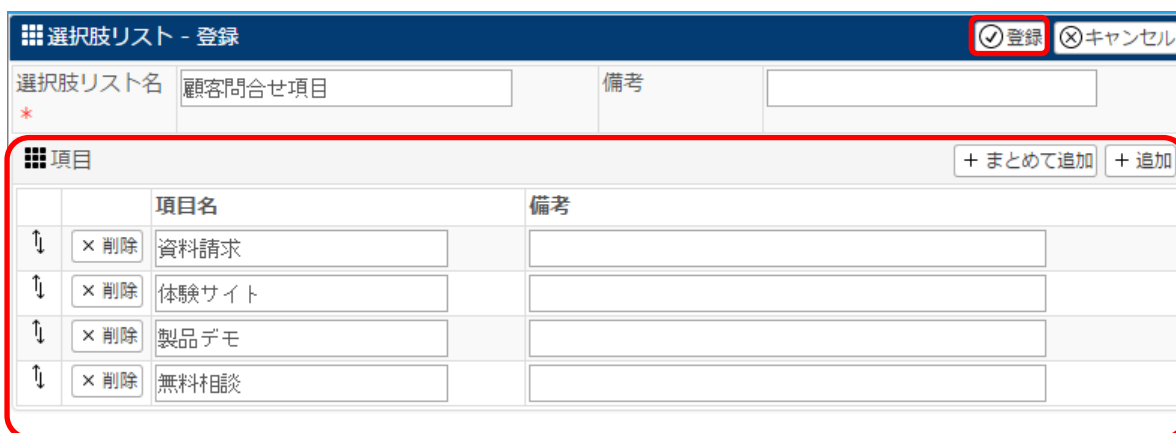 選択肢リスト - 登録
登録 キャンセル
選択肢リスト名 顧客問合せ項目 備考
*
項目 + まとめて追加 + 追加
項目名 備考
× 削除 資料請求
× 削除 体験サイト
× 削除 製品デモ
× 削除 無料相談